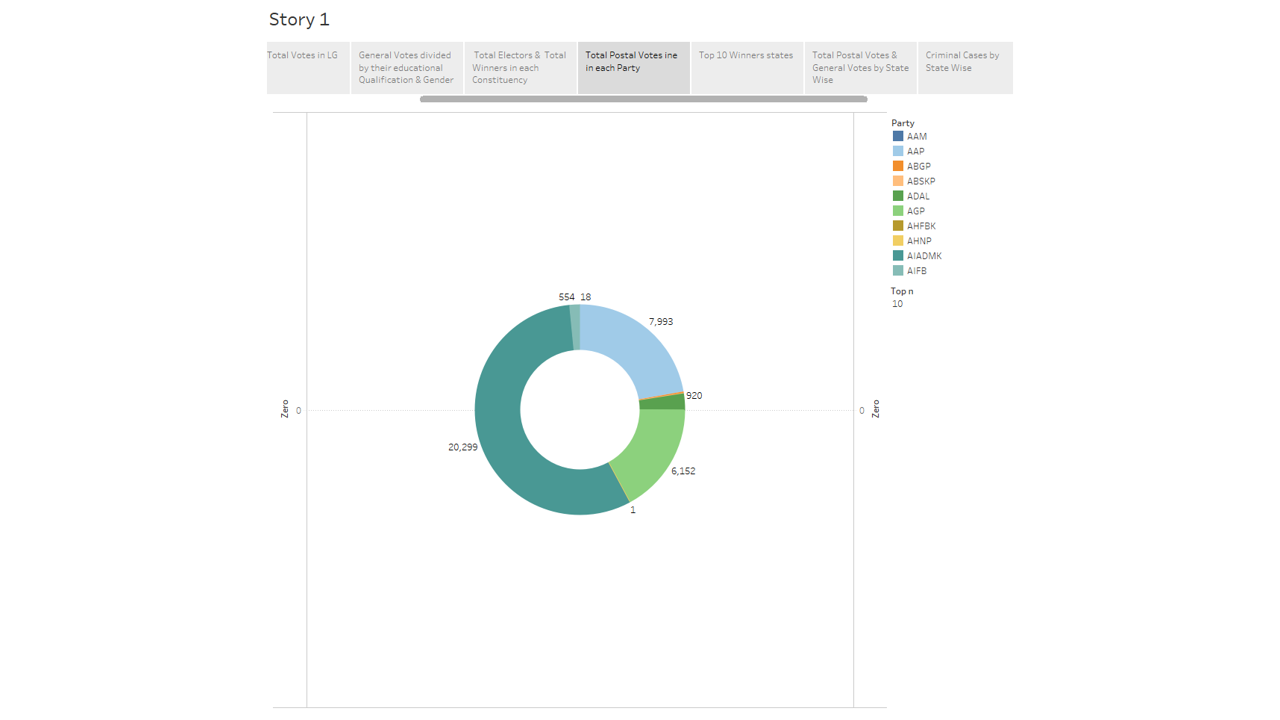 Story 1
Total Votes in LG
General Votes divided
by their educational
Qualification & Gender
Total Electors & Total
Winners in each
Constituency
Total Postal Votes ine
in each Party
Top 10 Winners states
Total Postal Votes &
General Votes by State
Wise
Criminal Cases by
State Wise
Party
AAM
AAP
ABGP
ABSKP
ADAL
AGP
AHFBK
AHNP
AIADMK
AIFB
Top n
10
554
18
7,993
920
Zero
0
0
Zero
20,299
6,152
1